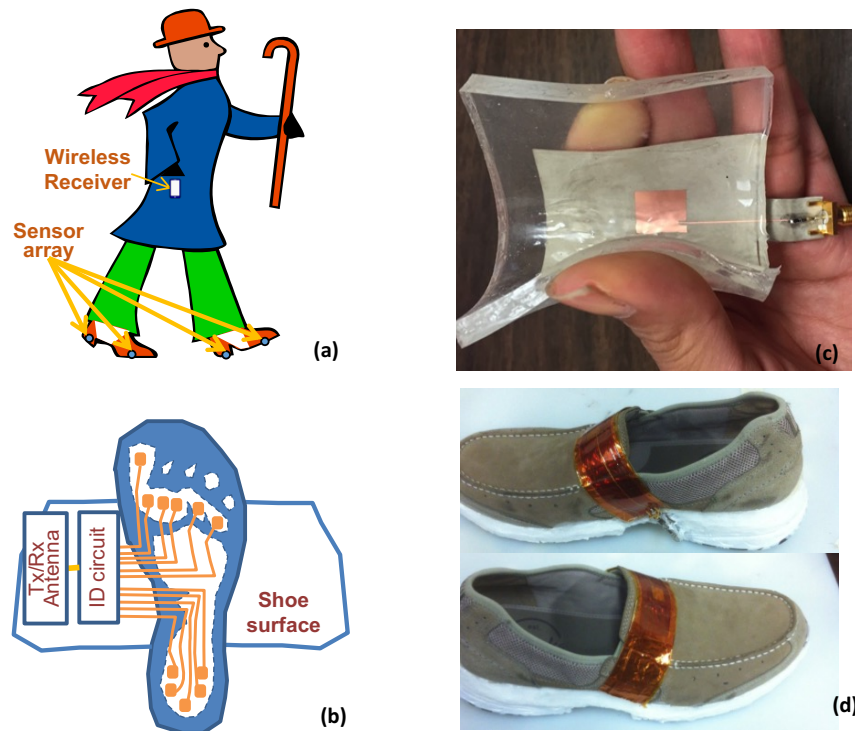 Wireless
Receiver
Sensor
array
(a)
(c)
Tx/Rx
Antenna
ID circuit
Shoe
surface
(b)
(d)